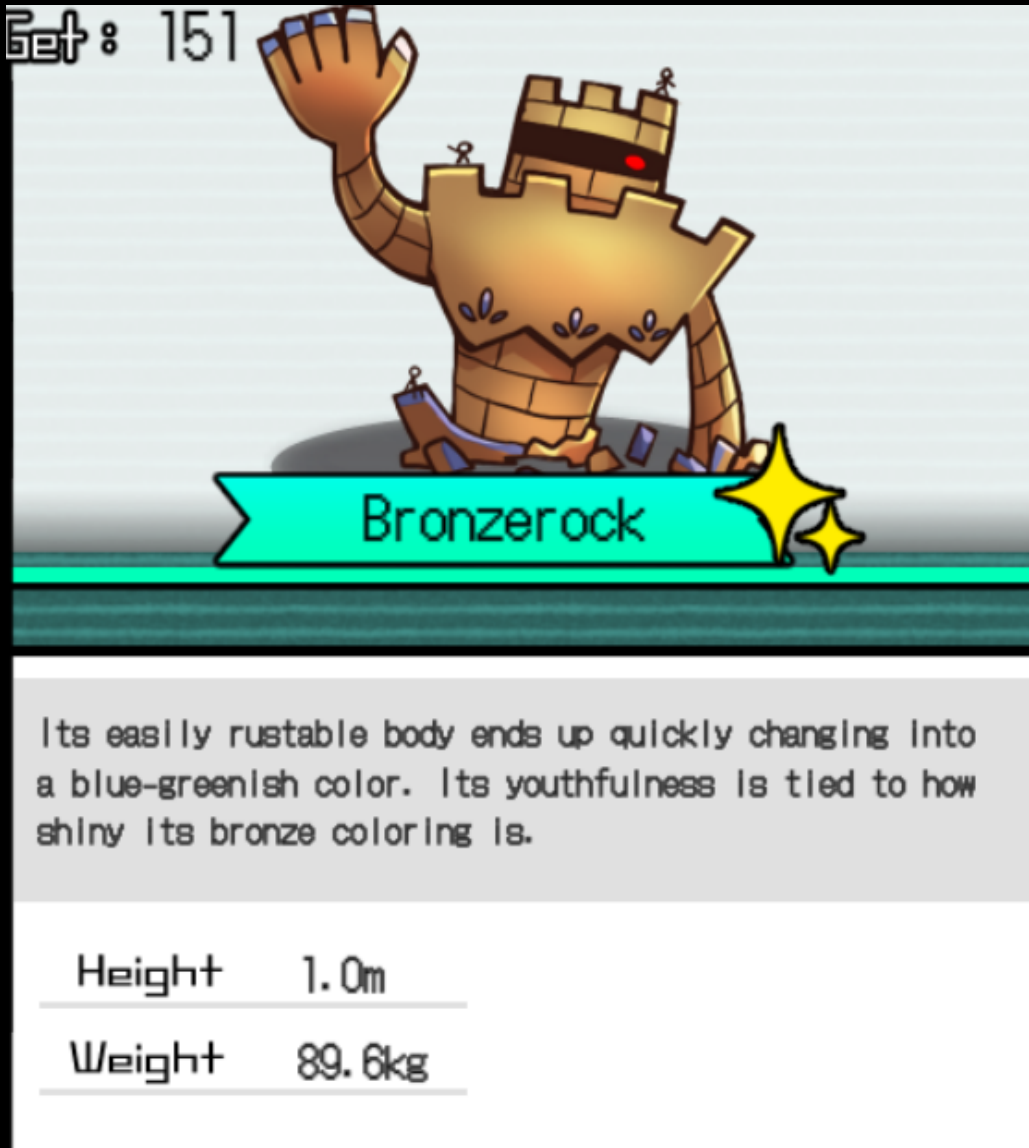 Get: 151
Bronzerock
Its easily rustable body ends up quickly changing into
a blue-greenish color. Its youthfulness is tied to how
shiny its bronze coloring is.
Height 1.0m
Weight 89.6kg